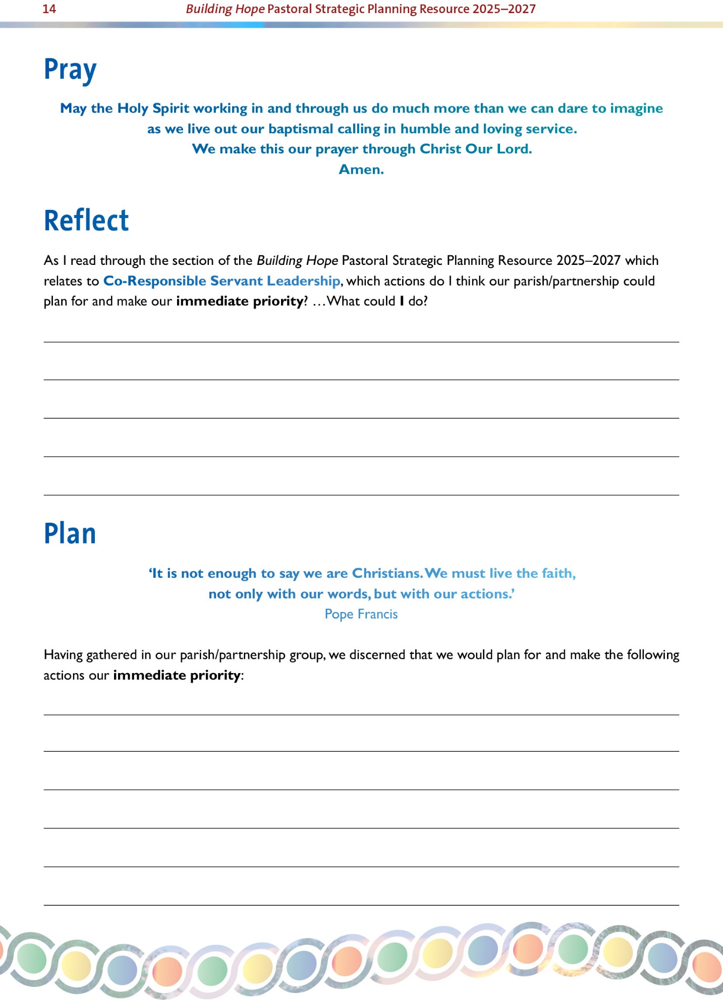 14
Building Hope Pastoral Strategic Planning Resource 2025–2027
Pray
May the Holy Spirit working in and through us do much more than we can dare to imagine
as we live out our baptismal calling in humble and loving service.
We make this our prayer through Christ Our Lord.
Amen.
Reflect
As I read through the section of the Building Hope Pastoral Strategic Planning Resource 2025–2027 which
relates to Co-Responsible Servant Leadership, which actions do I think our parish/partnership could
plan for and make our immediate priority? …What could I do?
Plan
‘It is not enough to say we are Christians. We must live the faith,
not only with our words, but with our actions.’
Pope Francis
Having gathered in our parish/partnership group, we discerned that we would plan for and make the following
actions our immediate priority: